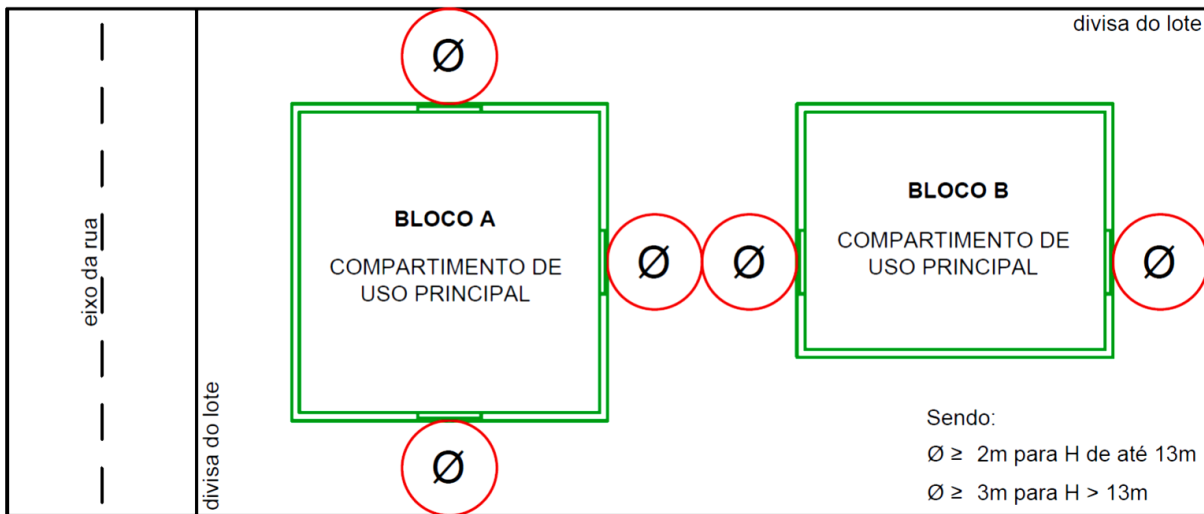 divisa do lote
Ø
eixo da rua
divisa do lote
BLOCO A
COMPARTIMENTO DE
USO PRINCIPAL
Ø
Ø
BLOCO B
COMPARTIMENTO DE
USO PRINCIPAL
Ø
Ø
Sendo:
Ø ≥ 2m para H de até 13m
Ø ≥ 3m para H > 13m